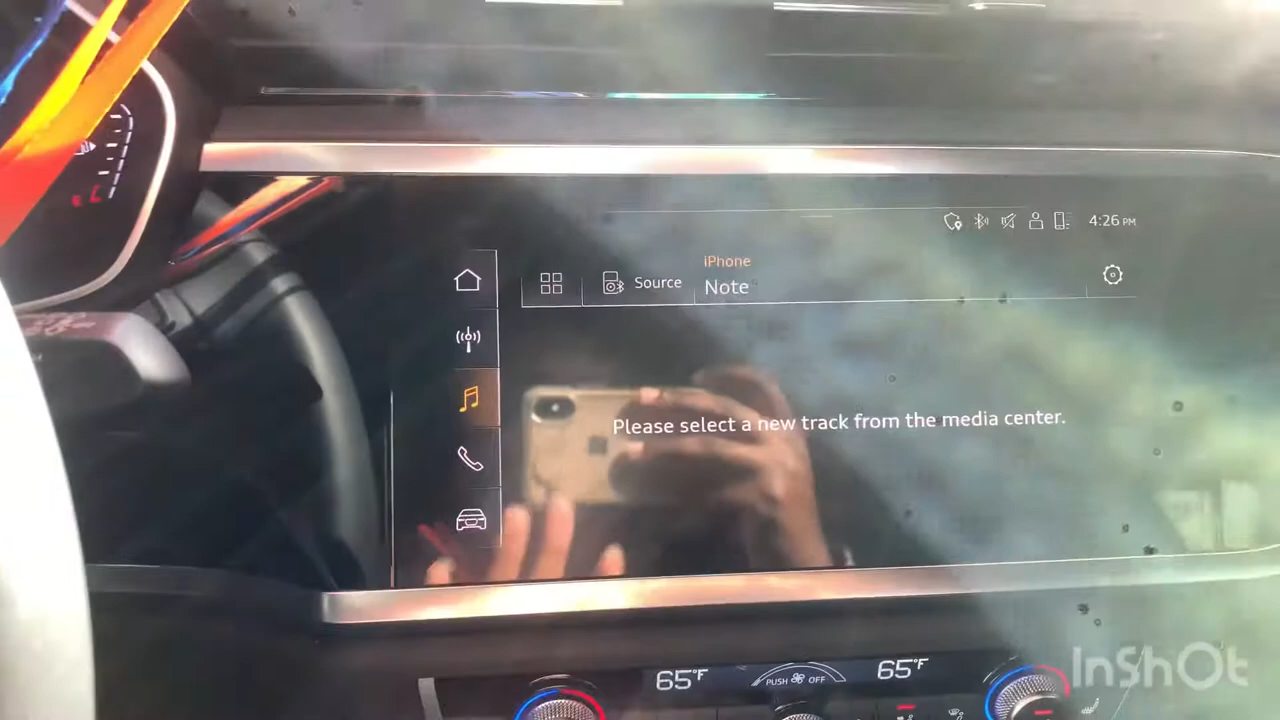 4:26 PM
iPhone
Source
Note
Please select a new track from the media center.
65°F
PUSH OFF
65°F
InShOt